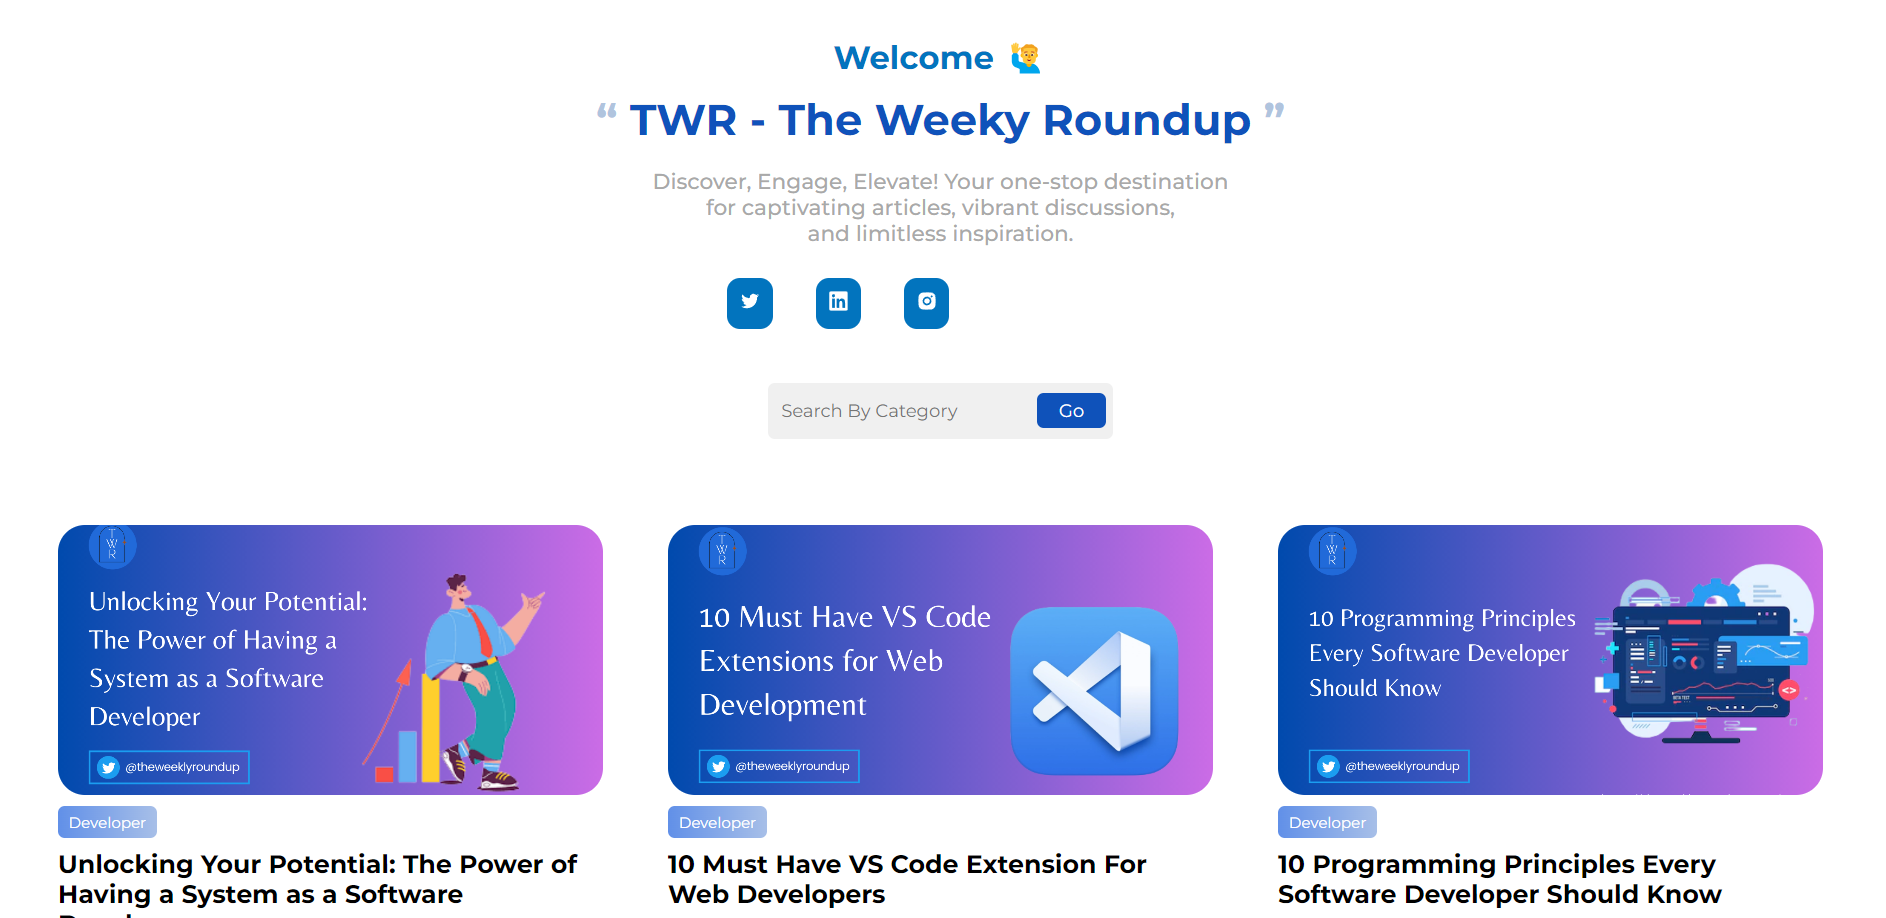 Welcome 🙋‍♂️
“ TWR - The Weeky Roundup ”
Discover, Engage, Elevate! Your one-stop destination
for captivating articles, vibrant discussions,
and limitless inspiration.
Search By Category
Go
T
W
R
Unlocking Your Potential:
The Power of Having a
System as a Software
Developer
@theweeklyroundup
Developer
Unlocking Your Potential: The Power of
Having a System as a Software
T
W
R
10 Must Have VS Code
Extensions for Web
Development
@theweeklyroundup
Developer
10 Must Have VS Code Extension For
Web Developers
T
W
R
10 Programming Principles
Every Software Developer
Should Know
@theweeklyroundup
Developer
10 Programming Principles Every
Software Developer Should Know